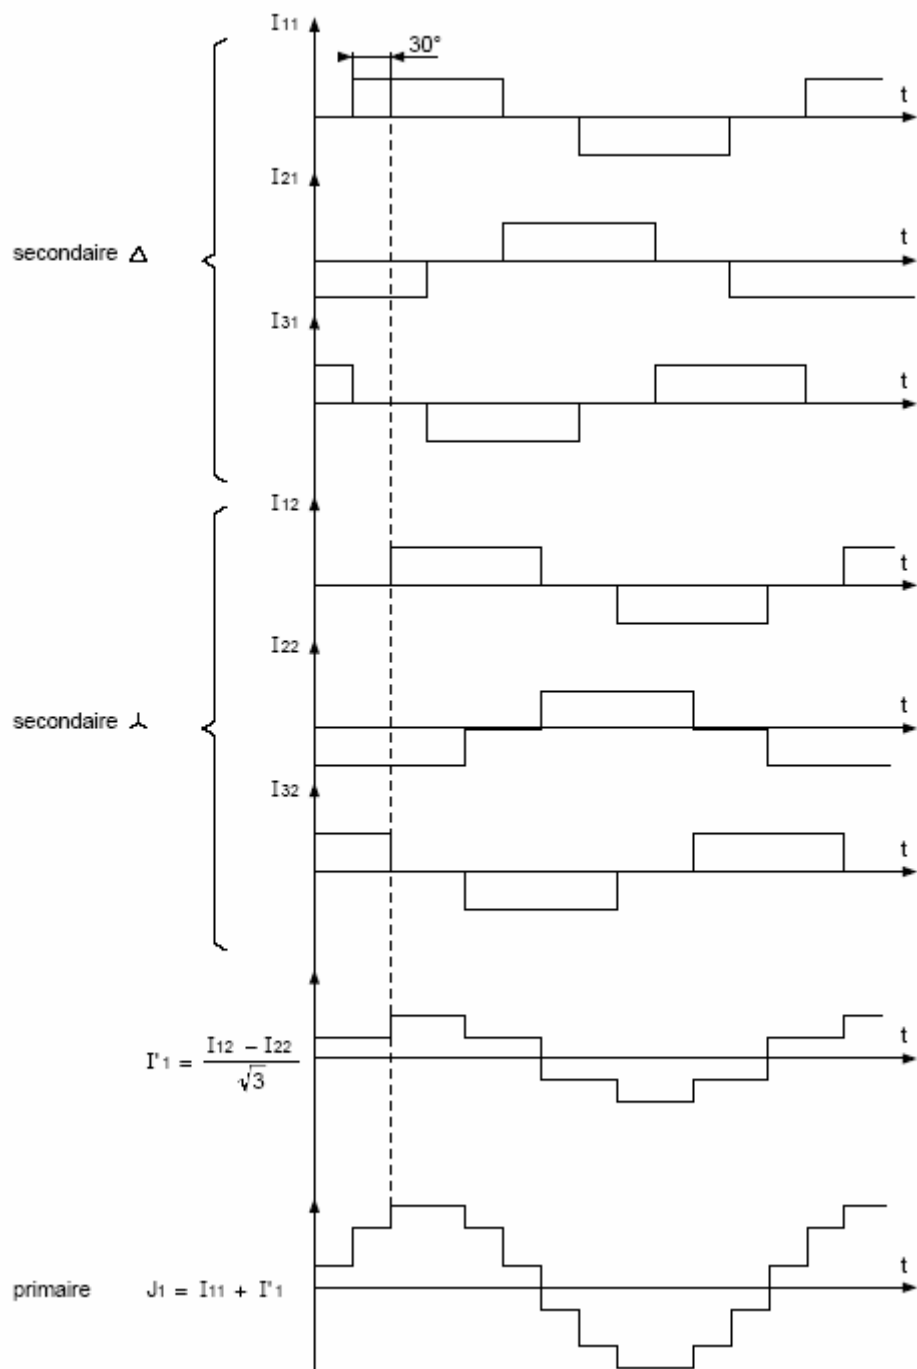 I11
30°
t
I21
secondaire Δ
t
I31
t
I12
t
I22
secondaire ⅄
t
I32
t
I'1 = (I12 − I22) / √3
t
primaire J1 = I11 + I'1
t